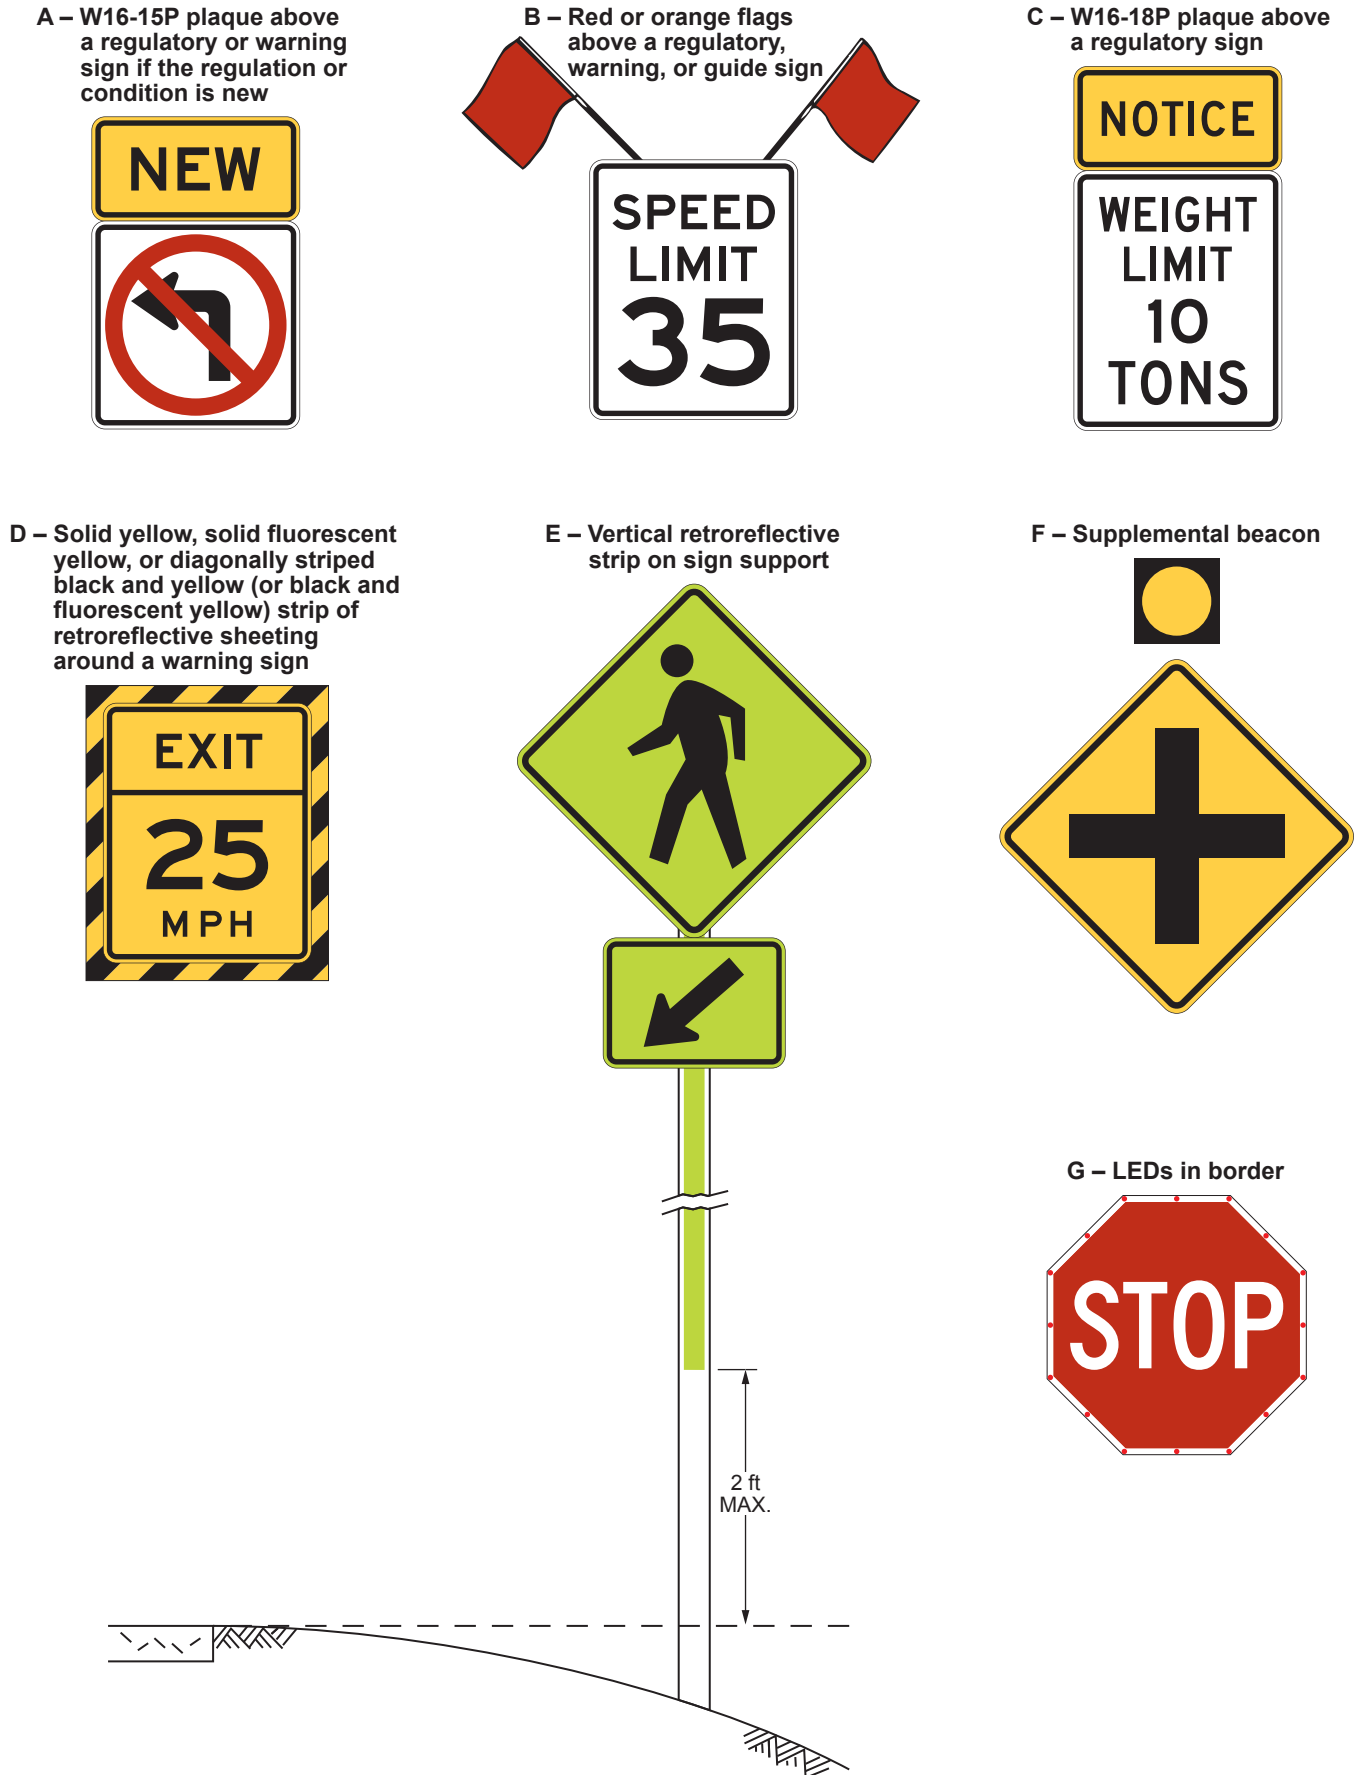 A – W16-15P plaque above
a regulatory or warning
sign if the regulation or
condition is new
NEW
B – Red or orange flags
above a regulatory,
warning, or guide sign
SPEED
LIMIT
35
C – W16-18P plaque above
a regulatory sign
NOTICE
WEIGHT
LIMIT
10
TONS
D – Solid yellow, solid fluorescent
yellow, or diagonally striped
black and yellow (or black and
fluorescent yellow) strip of
retroreflective sheeting
around a warning sign
EXIT
25
MPH
E – Vertical retroreflective
strip on sign support
2 ft
MAX.
F – Supplemental beacon
G – LEDs in border
STOP